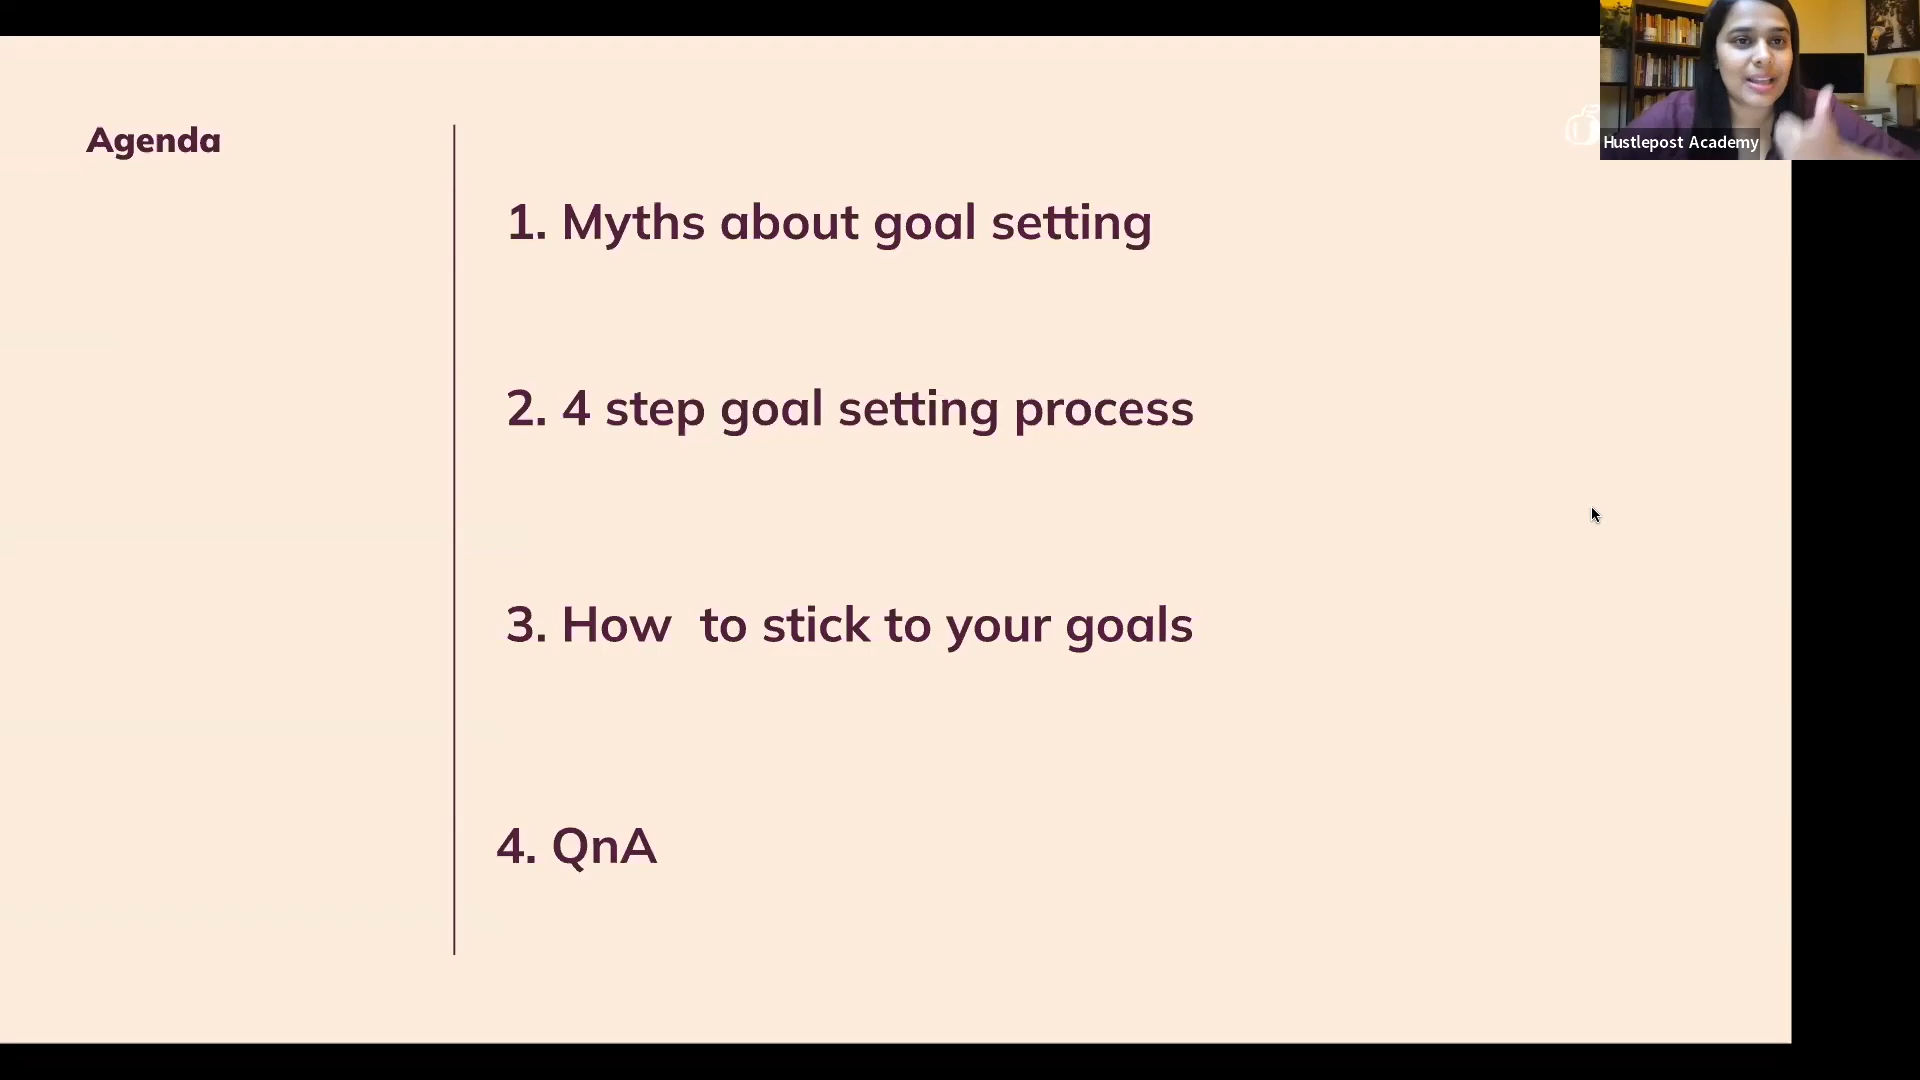 Agenda
1. Myths about goal setting
2. 4 step goal setting process
3. How  to stick to your goals
4. QnA
Hustlepost Academy